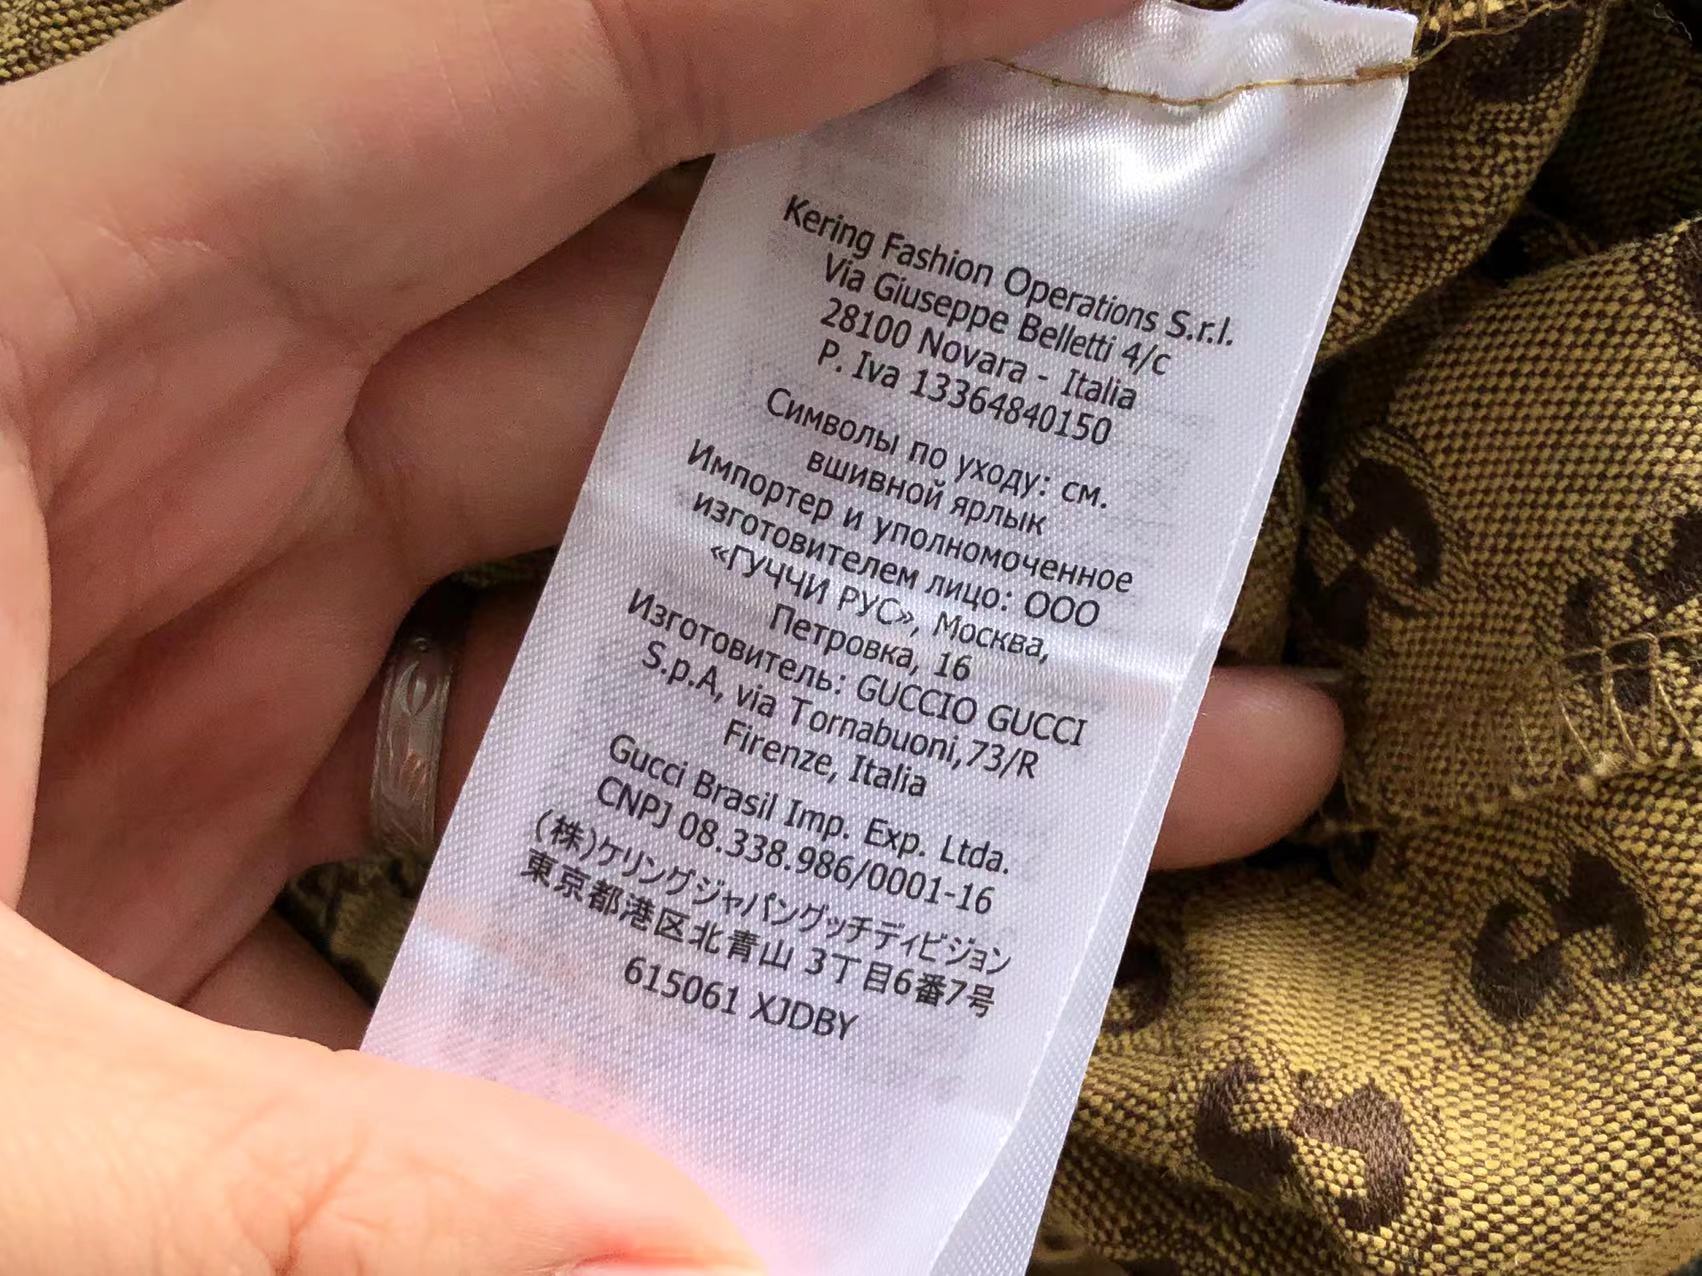 Kering Fashion Operations S.r.l.
Via Giuseppe Belletti 4/c
28100 Novara - Italia
P. Iva 13364840150
Символы по уходу: см.
вшивной ярлык
Импортер и уполномоченное
изготовителем лицо: ООО
«ГУЧЧИ РУС», Москва,
Петровка, 16
Изготовитель: GUCCIO GUCCI
S.p.A, via Tornabuoni,73/R
Firenze, Italia
Gucci Brasil Imp. Exp. Ltda.
CNPJ 08.338.986/0001-16
(株)ケリングジャパングッチディビジョン
東京都港区北青山 3丁目6番7号
615061 XJDBY